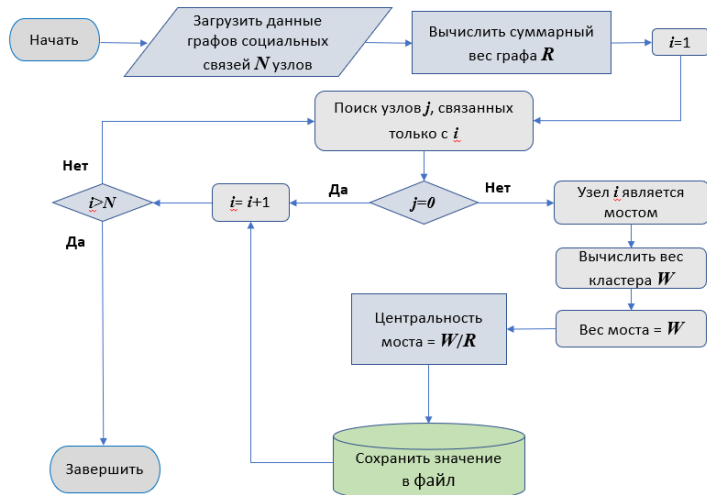 Начать
Загрузить данные
графов социальных
связей N узлов
Вычислить суммарный
вес графа R
i=1
Поиск узлов j, связанных
только с i
Нет
i>N
Да
i= i+1
Да
j=0
Нет
Узел i является
мостом
Вычислить вес
кластера W
Вес моста = W
Центральность
моста = W/R
Сохранить значение
в файл
Завершить